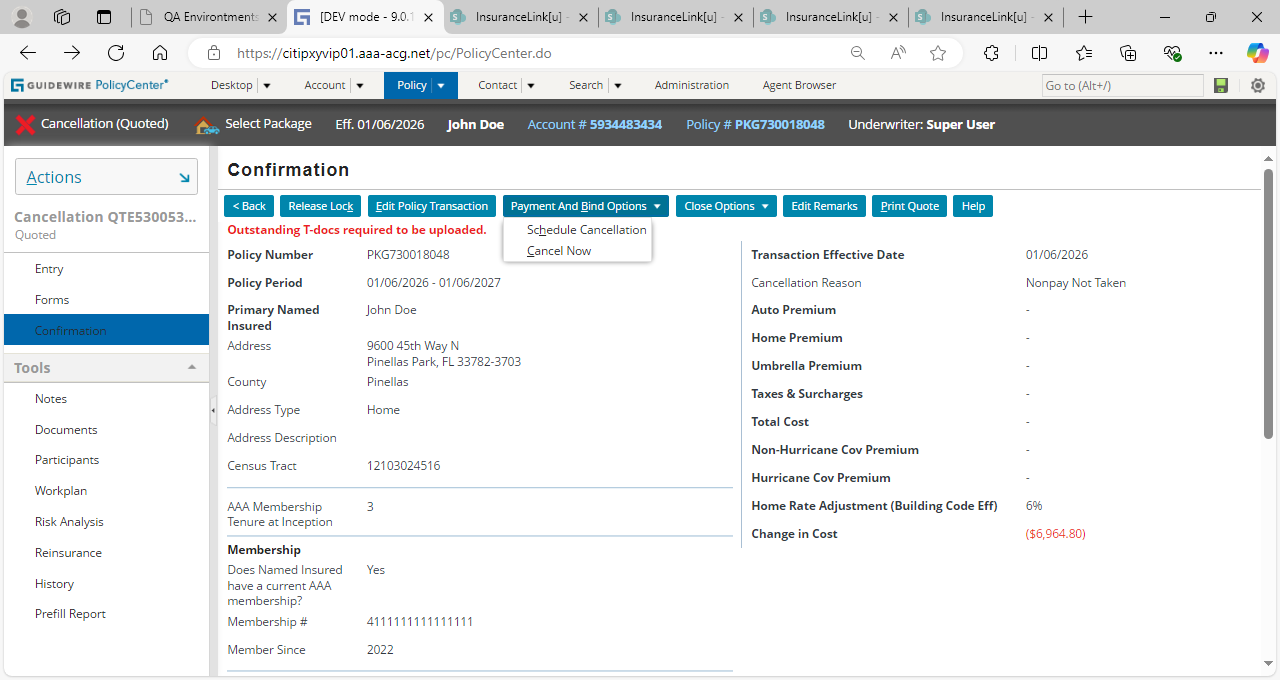 QA Environtments
[DEV mode - 9.0.1
InsuranceLink[u] -
InsuranceLink[u] -
InsuranceLink[u] -
InsuranceLink[u] -
https://citipxyvip01.aaa-acg.net/pc/PolicyCenter.do
GUIDEWIRE PolicyCenter
Desktop
Account
Policy
Contact
Search
Administration
Agent Browser
Go to (Alt+/)
Cancellation (Quoted)
Select Package
Eff. 01/06/2026
John Doe
Account # 5934483434
Policy # PKG730018048
Underwriter: Super User
Actions
Cancellation QTE530053...
Quoted
Entry
Forms
Confirmation
Tools
Notes
Documents
Participants
Workplan
Risk Analysis
Reinsurance
History
Prefill Report
Confirmation
< Back
Release Lock
Edit Policy Transaction
Payment And Bind Options
Close Options
Edit Remarks
Print Quote
Help
Schedule Cancellation
Cancel Now
Outstanding T-docs required to be uploaded.
Policy Number PKG730018048
Policy Period 01/06/2026 - 01/06/2027
Primary Named Insured John Doe
Address 9600 45th Way N
Pinellas Park, FL 33782-3703
County Pinellas
Address Type Home
Address Description
Census Tract 12103024516
AAA Membership Tenure at Inception 3
Membership
Does Named Insured have a current AAA membership? Yes
Membership # 4111111111111111
Member Since 2022
Transaction Effective Date 01/06/2026
Cancellation Reason Nonpay Not Taken
Auto Premium -
Home Premium -
Umbrella Premium -
Taxes & Surcharges -
Total Cost -
Non-Hurricane Cov Premium -
Hurricane Cov Premium -
Home Rate Adjustment (Building Code Eff) 6%
Change in Cost ($6,964.80)